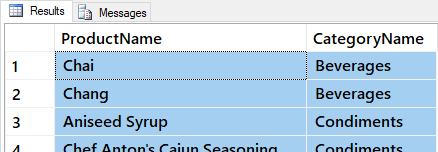 Results Messages
ProductName CategoryName
1 Chai Beverages
2 Chang Beverages
3 Aniseed Syrup Condiments
4 Chef Anton's Cajun Seasoning Condiments